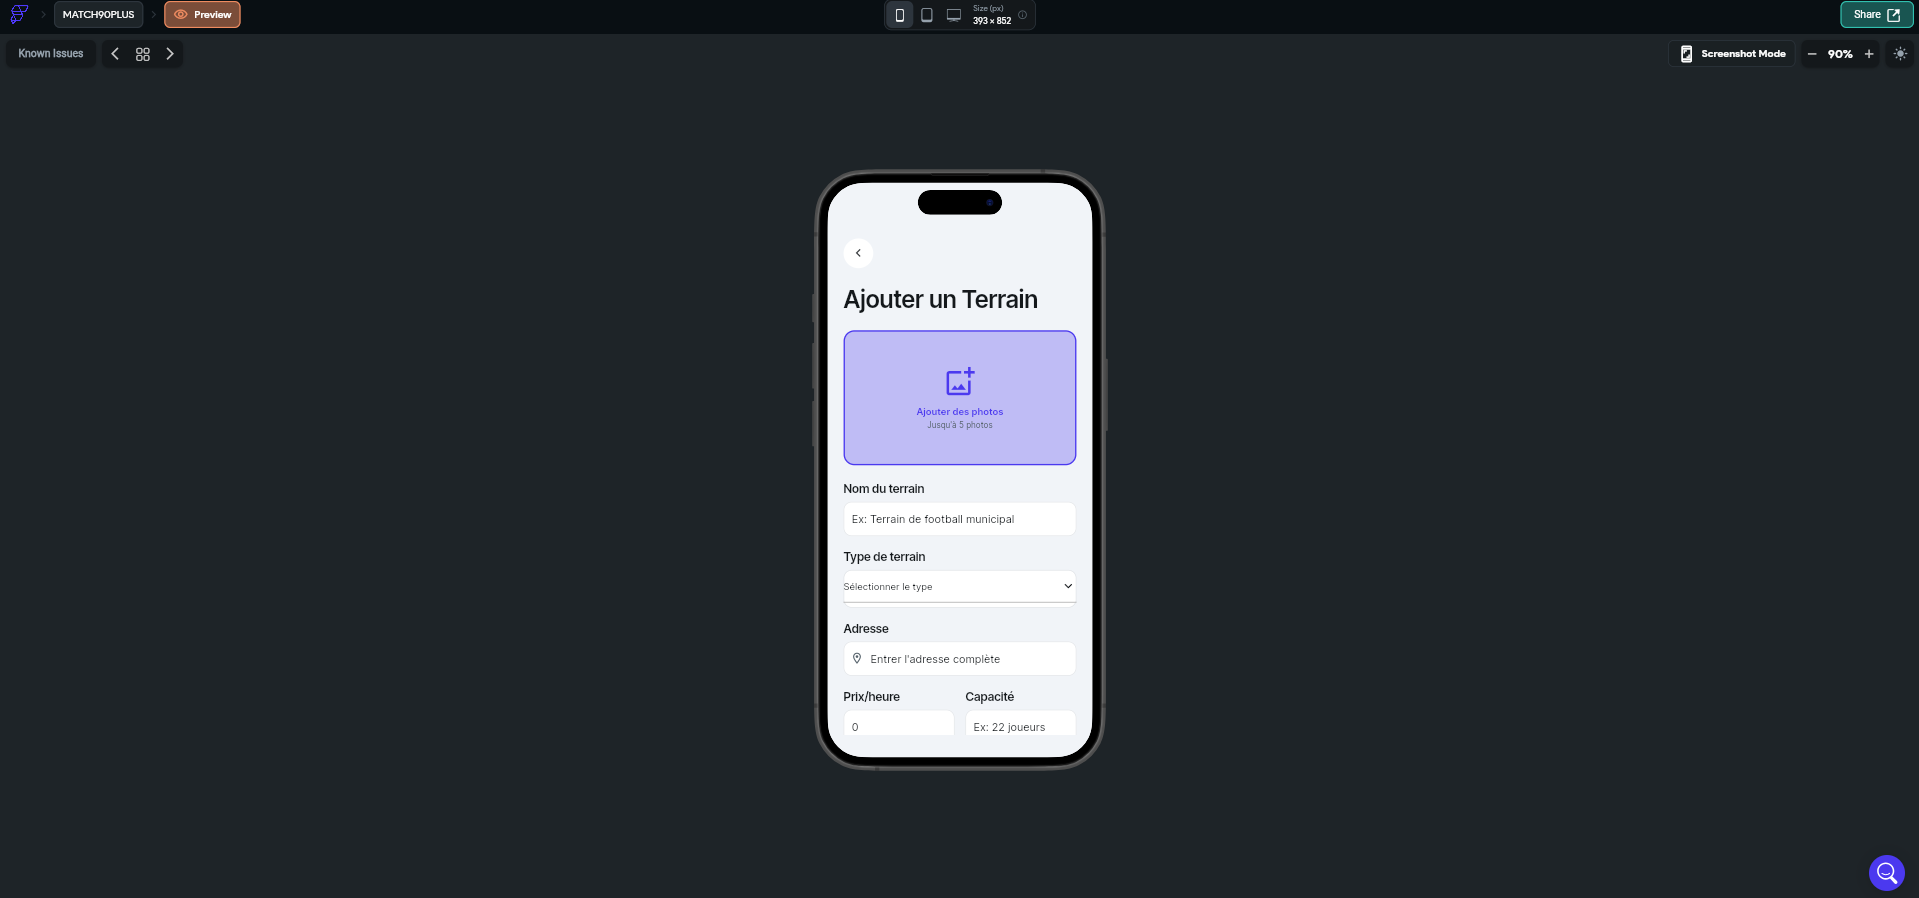 MATCH90PLUS
Preview
Size (px)
393 × 852
Share
Known Issues
Screenshot Mode
90%
Ajouter un Terrain
Ajouter des photos
Jusqu'à 5 photos
Nom du terrain
Ex: Terrain de football municipal
Type de terrain
Sélectionner le type
Adresse
Entrer l'adresse complète
Prix/heure Capacité
0 Ex: 22 joueurs